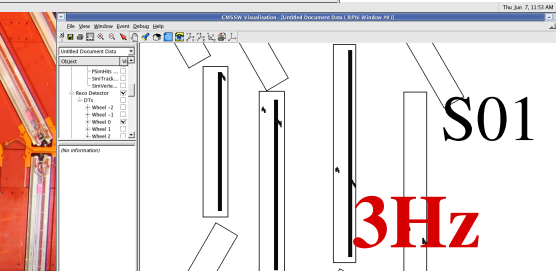 Thu Jun 7, 11:53 AM
CMSSW Visualisation - [Untitled Document Data ( RPhi Window #0 )]
File View Window Event Debug Help
Untitled Document Data
Object Vi
PSimHits
SimTrack...
SimVerte...
Reco Detector
DTs
Wheel -2
Wheel -1
Wheel 0
Wheel 1
Wheel 2
(No Information)
S01
3Hz